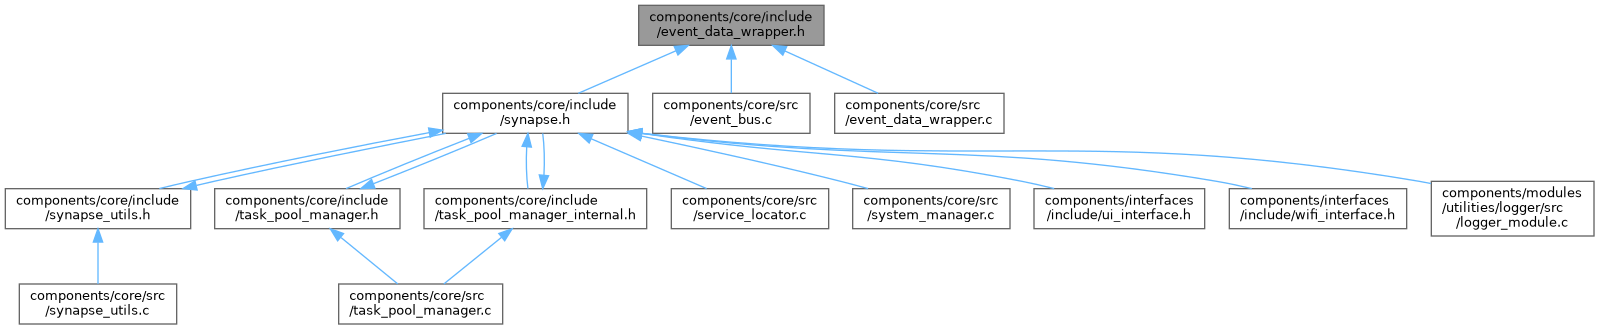 components/core/include
/event_data_wrapper.h
components/core/include
/synapse.h
components/core/src
/event_bus.c
components/core/src
/event_data_wrapper.c
components/core/include
/synapse_utils.h
components/core/include
/task_pool_manager.h
components/core/include
/task_pool_manager_internal.h
components/core/src
/service_locator.c
components/core/src
/system_manager.c
components/interfaces
/include/ui_interface.h
components/interfaces
/include/wifi_interface.h
components/modules
/utilities/logger/src
/logger_module.c
components/core/src
/synapse_utils.c
components/core/src
/task_pool_manager.c